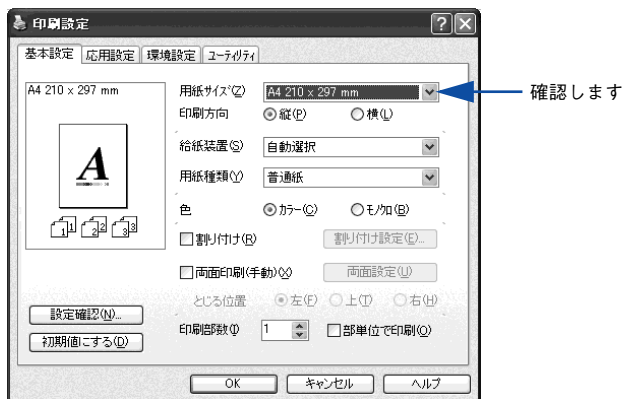 印刷設定
基本設定 応用設定 環境設定 ユーティリティ
A4 210 x 297 mm
用紙サイズ(Z) A4 210 x 297 mm
確認します
印刷方向 縦(P) 横(L)
給紙装置(S) 自動選択
用紙種類(Y) 普通紙
A
色 カラー(C) モノクロ(B)
1 1 2 2 3 3
割り付け(R) 割り付け設定(E)...
両面印刷(手動)(X) 両面設定(U)
とじる位置 左(F) 上(T) 右(H)
設定確認(N)...
印刷部数(I) 1 部単位で印刷(O)
初期値にする(D)
OK キャンセル ヘルプ